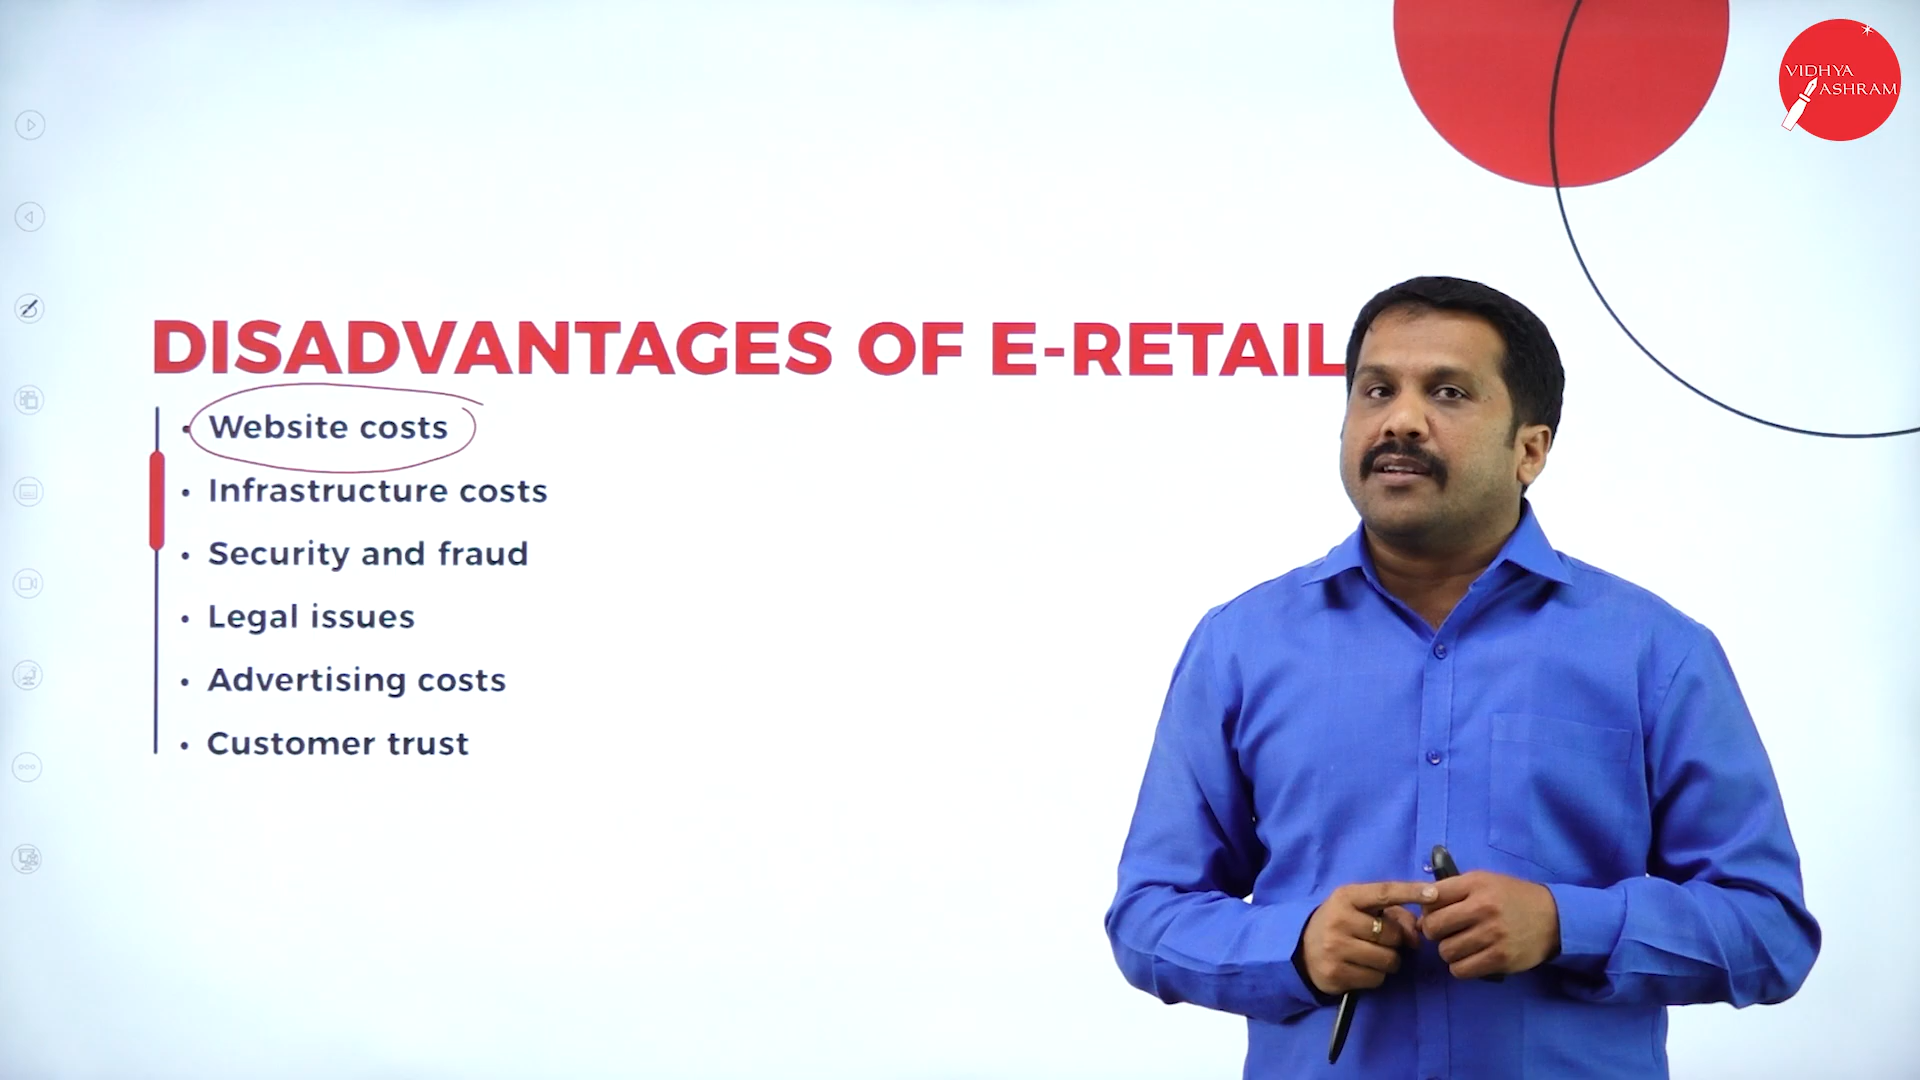 VIDHYA
ASHRAM
DISADVANTAGES OF E-RETAIL
• Website costs
• Infrastructure costs
• Security and fraud
• Legal issues
• Advertising costs
• Customer trust